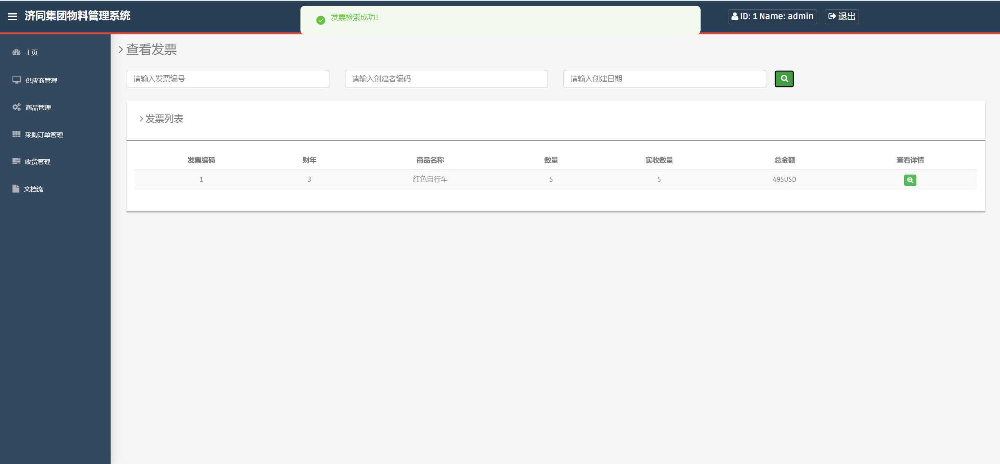 济同集团物料管理系统
发票检索成功!
ID: 1 Name: admin
退出
主页
供应商管理
商品管理
采购订单管理
收货管理
文档流
查看发票
请输入发票编号
请输入创建者编码
请输入创建日期
发票列表
发票编码 财年 商品名称 数量 实收数量 总金额 查看详情
1 3 红色自行车 5 5 495USD